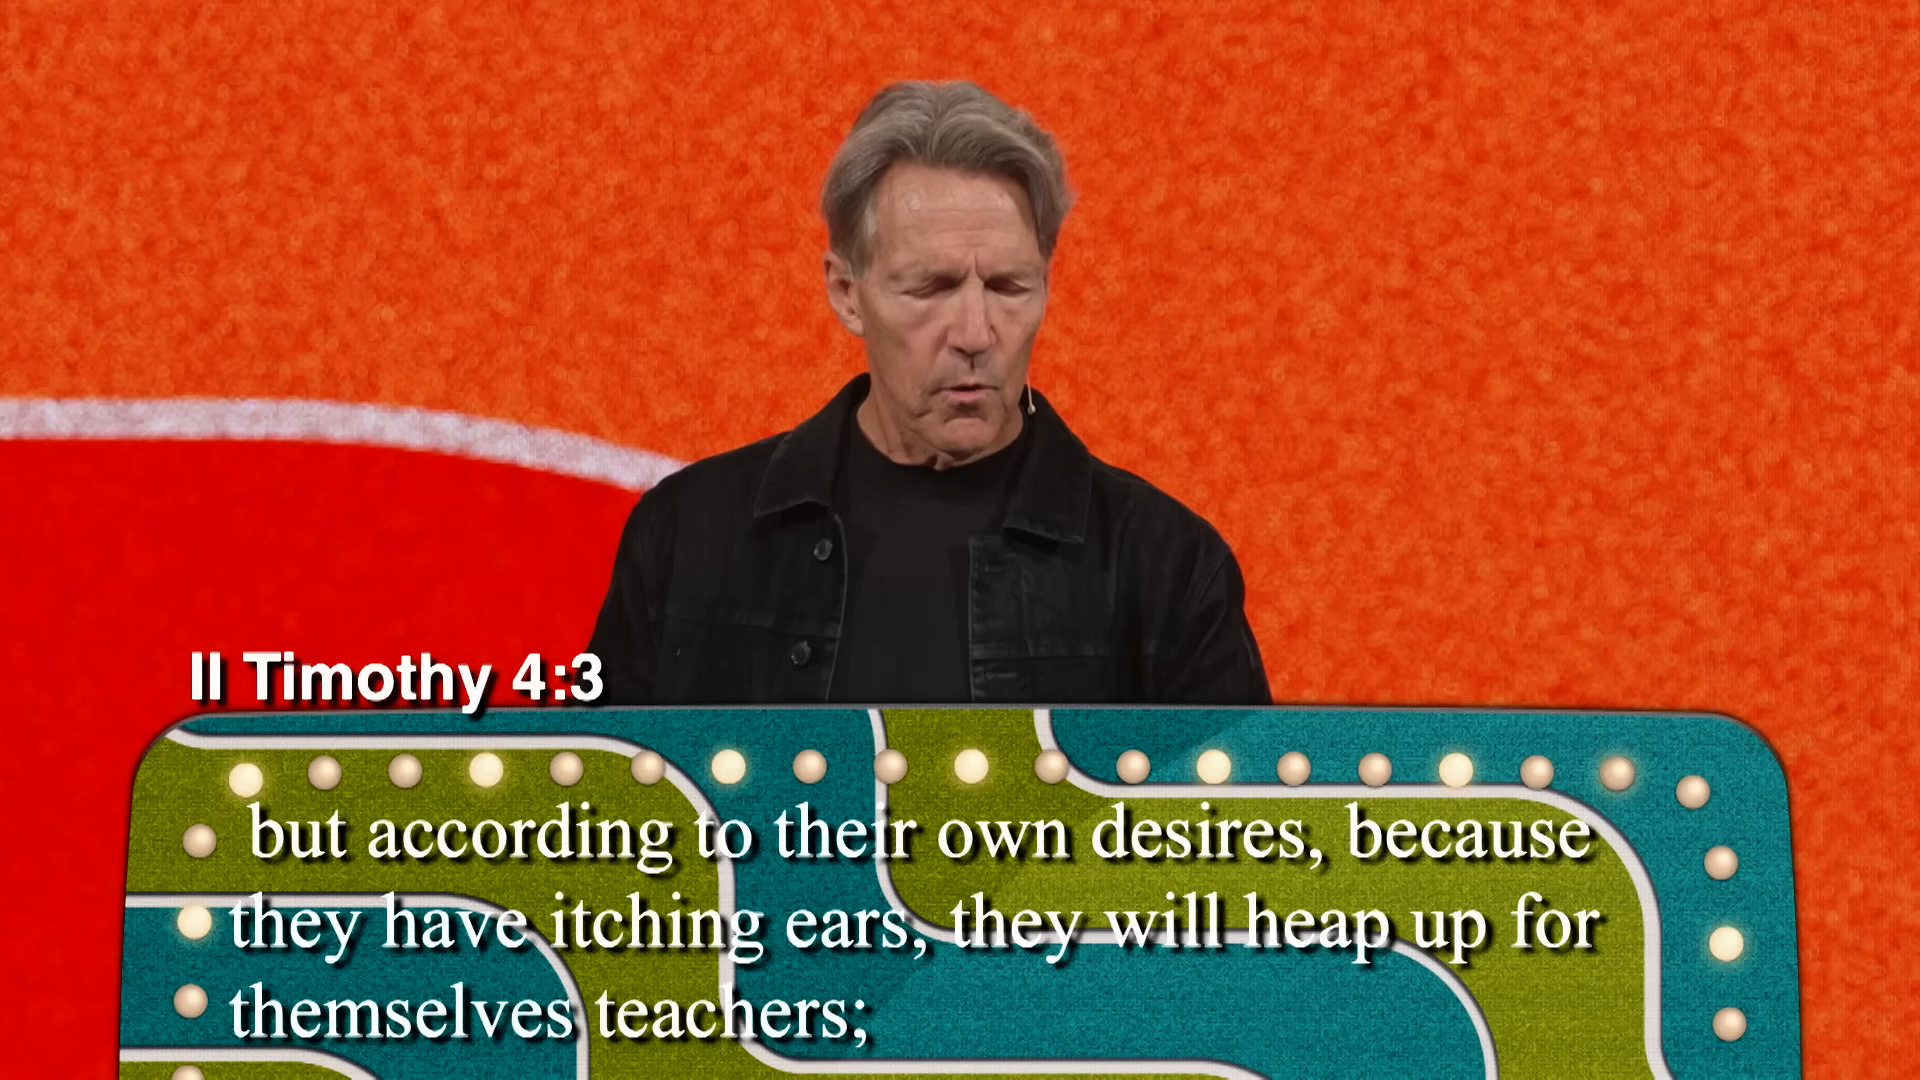 II Timothy 4:3
but according to their own desires, because
they have itching ears, they will heap up for
themselves teachers;